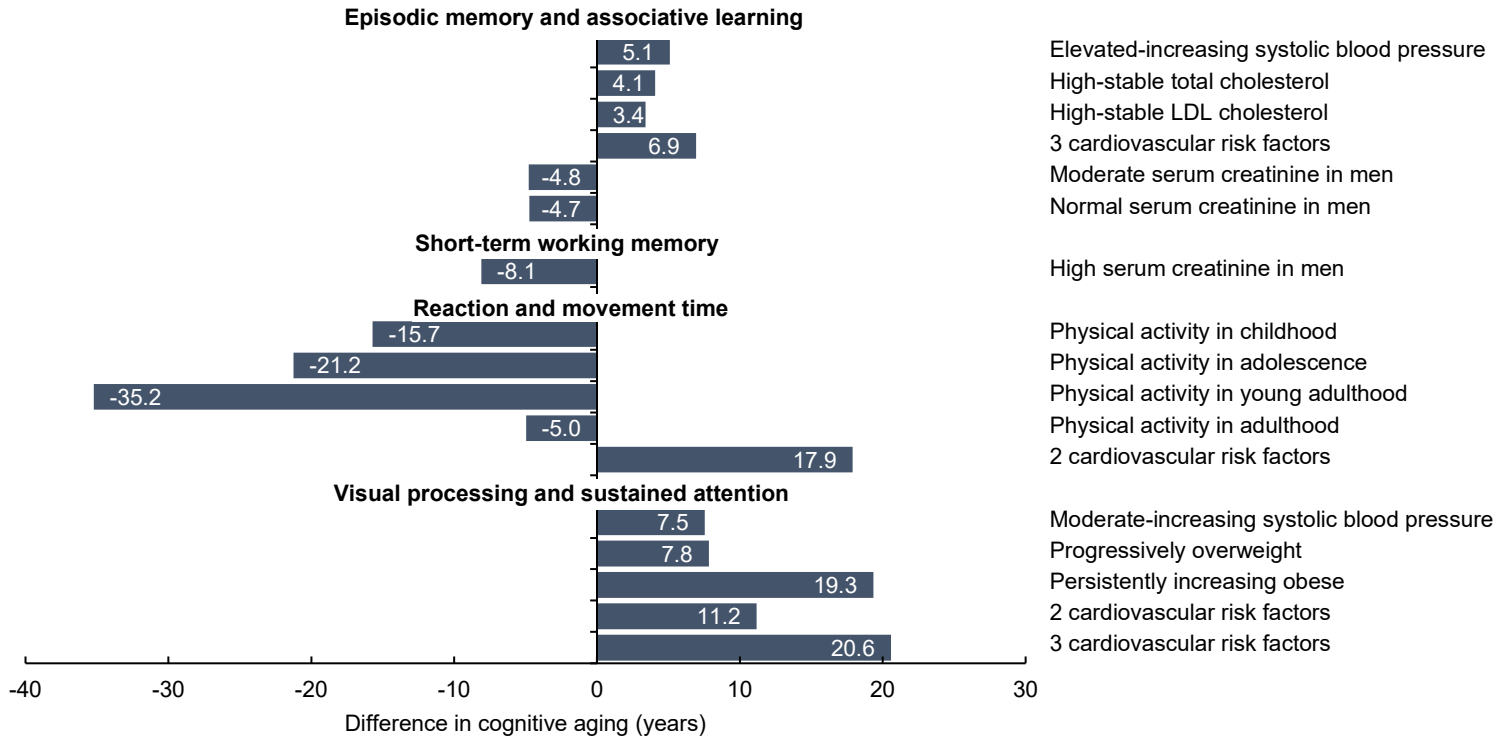 Episodic memory and associative learning
5.1 Elevated-increasing systolic blood pressure
4.1 High-stable total cholesterol
3.4 High-stable LDL cholesterol
6.9 3 cardiovascular risk factors
-4.8 Moderate serum creatinine in men
-4.7 Normal serum creatinine in men
Short-term working memory
-8.1 High serum creatinine in men
Reaction and movement time
-15.7 Physical activity in childhood
-21.2 Physical activity in adolescence
-35.2 Physical activity in young adulthood
-5.0 Physical activity in adulthood
17.9 2 cardiovascular risk factors
Visual processing and sustained attention
7.5 Moderate-increasing systolic blood pressure
7.8 Progressively overweight
19.3 Persistently increasing obese
11.2 2 cardiovascular risk factors
20.6 3 cardiovascular risk factors
-40 -30 -20 -10 0 10 20 30
Difference in cognitive aging (years)